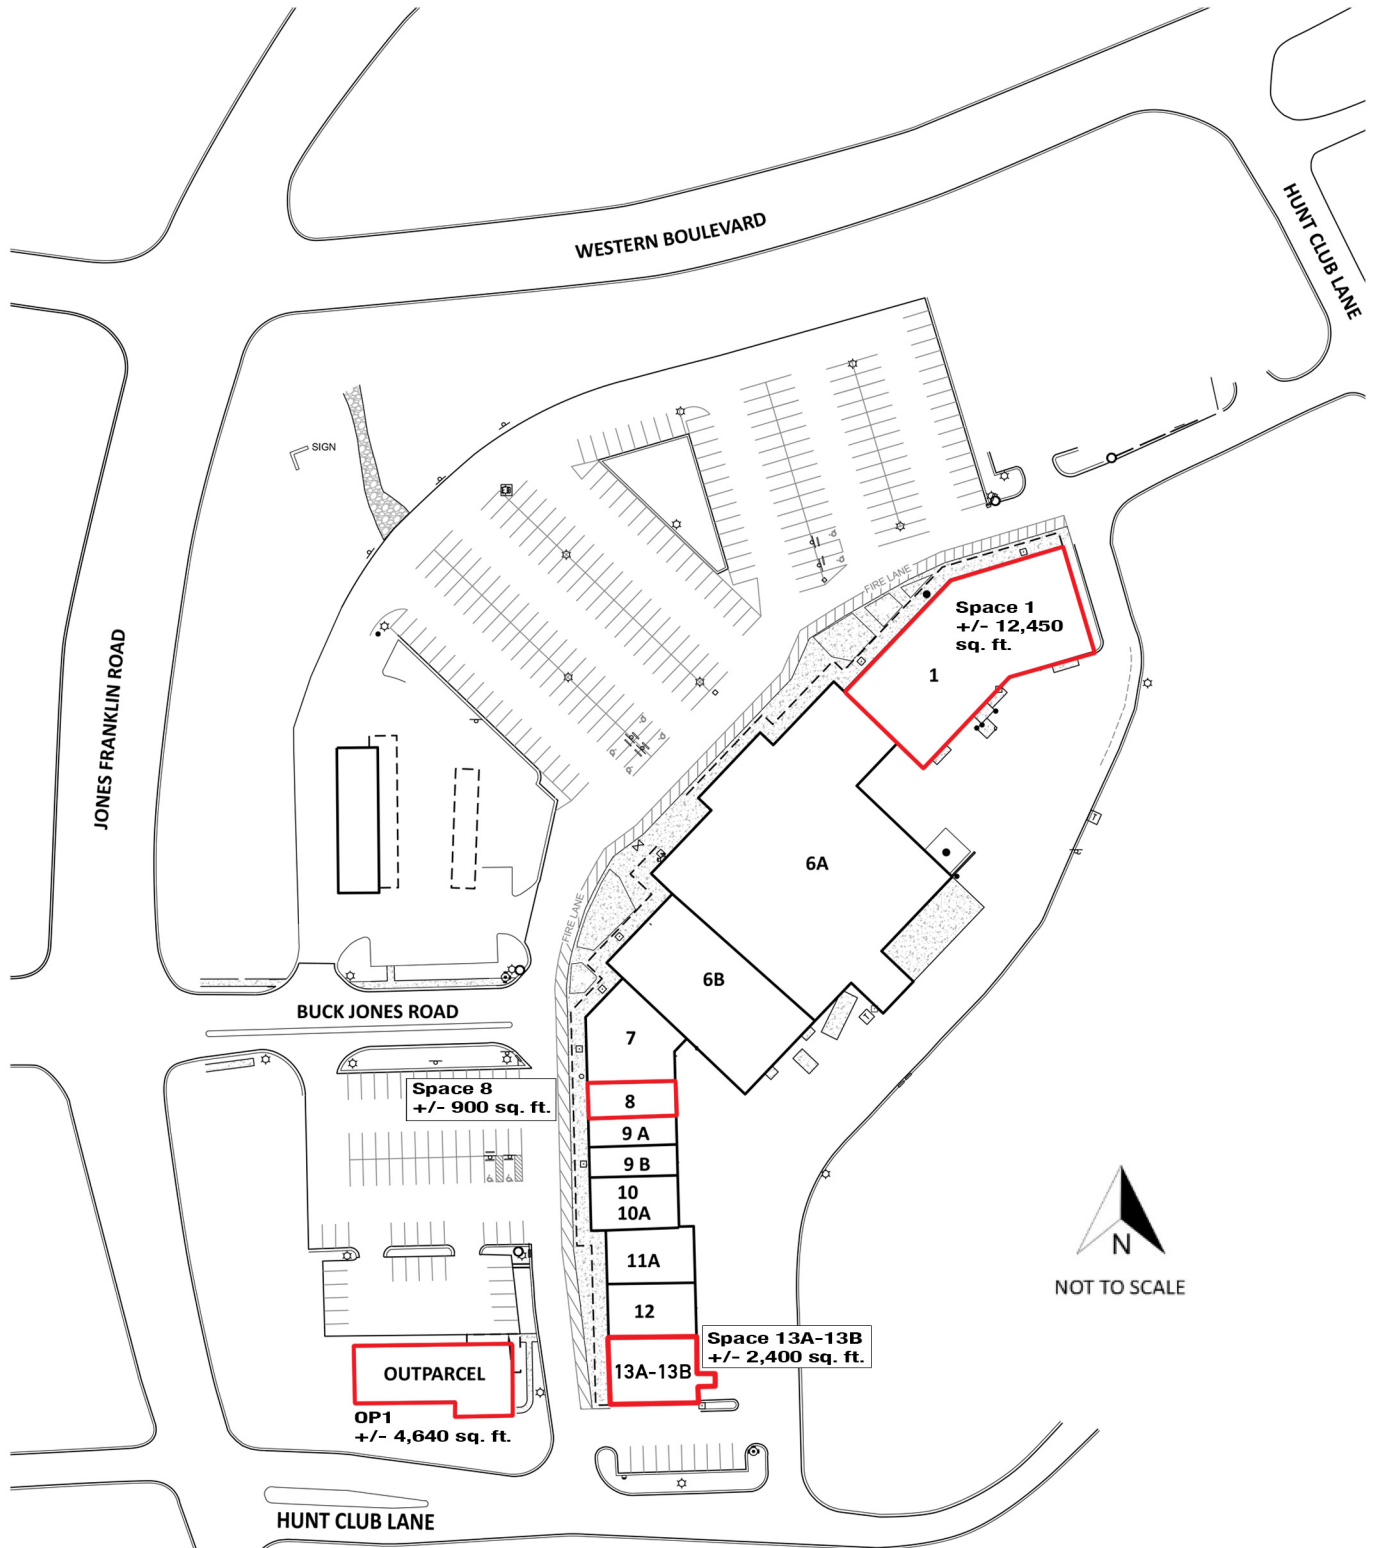 WESTERN BOULEVARD
HUNT CLUB LANE
SIGN
FIRE LANE
Space 1
+/- 12,450
sq. ft.
1
JONES FRANKLIN ROAD
6A
FIRE LANE
6B
BUCK JONES ROAD
7
Space 8
+/- 900 sq. ft.
8
9 A
9 B
10
10A
N
NOT TO SCALE
11A
12
Space 13A-13B
+/- 2,400 sq. ft.
13A-13B
OUTPARCEL
OP1
+/- 4,640 sq. ft.
HUNT CLUB LANE